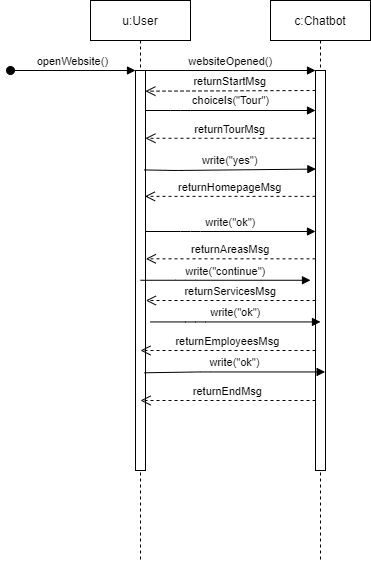 u:User
c:Chatbot
openWebsite()
websiteOpened()
returnStartMsg
choiceIs("Tour")
returnTourMsg
write("yes")
returnHomepageMsg
write("ok")
returnAreasMsg
write("continue")
returnServicesMsg
write("ok")
returnEmployeesMsg
write("ok")
returnEndMsg